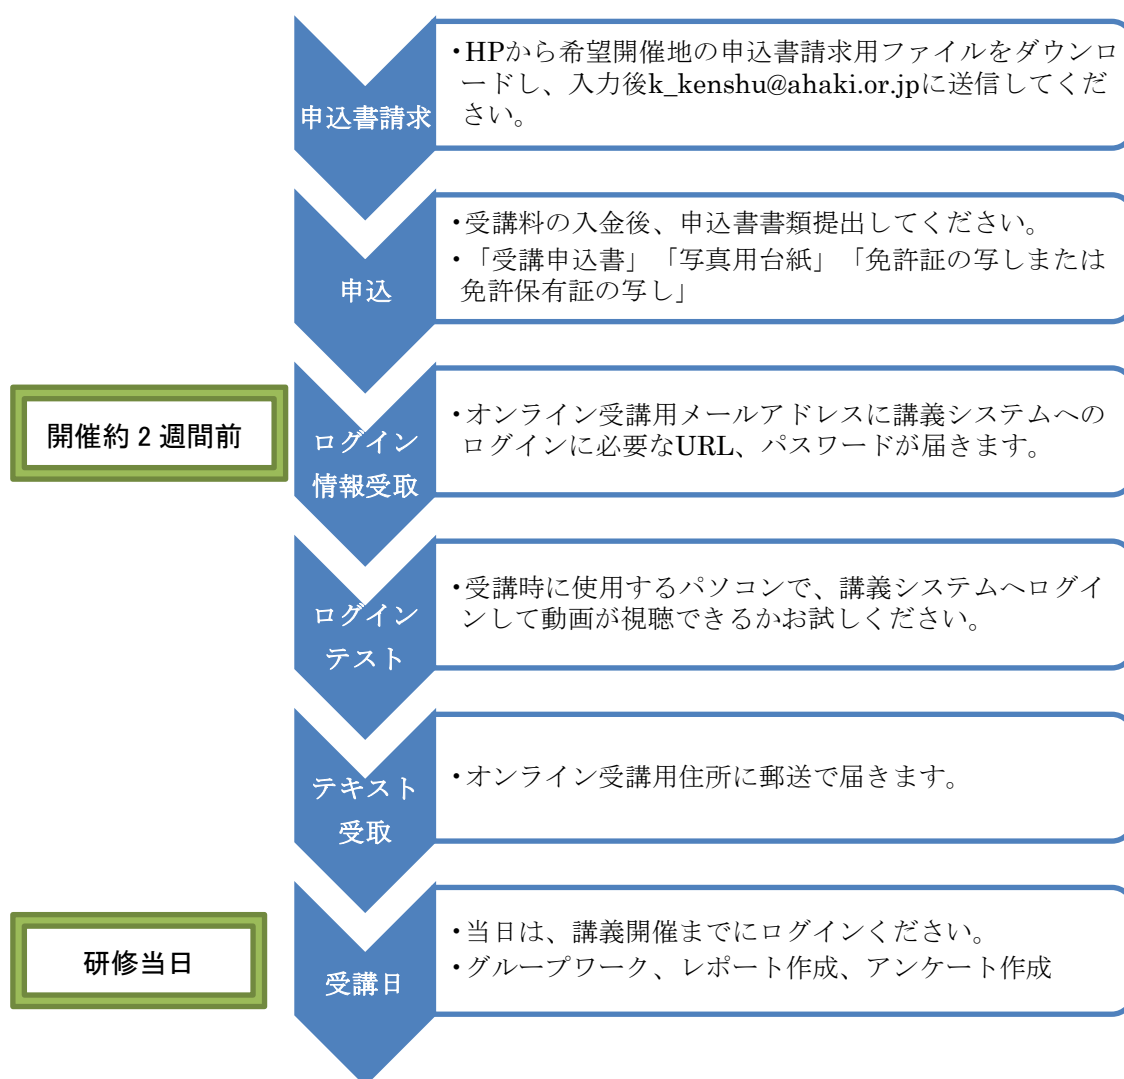 申込書請求
・HPから希望開催地の申込書請求用ファイルをダウンロ
ードし、入力後k_kenshu@ahaki.or.jpに送信してくだ
さい。
申込
・受講料の入金後、申込書書類提出してください。
・「受講申込書」「写真用台紙」「免許証の写しまたは
免許保有証の写し」
開催約 2 週間前
ログイン
情報受取
・オンライン受講用メールアドレスに講義システムへの
ログインに必要なURL、パスワードが届きます。
ログイン
テスト
・受講時に使用するパソコンで、講義システムへログイ
ンして動画が視聴できるかお試しください。
テキスト
受取
・オンライン受講用住所に郵送で届きます。
研修当日
受講日
・当日は、講義開催までにログインください。
・グループワーク、レポート作成、アンケート作成